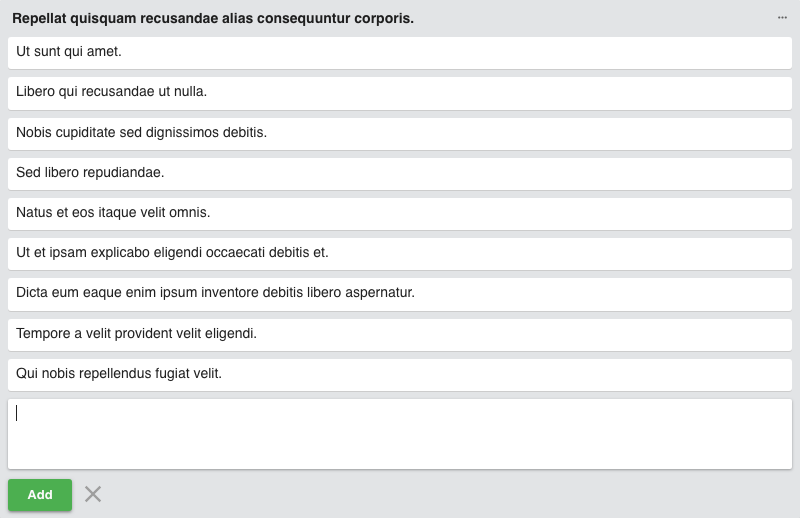 Repellat quisquam recusandae alias consequuntur corporis.
Ut sunt qui amet.
Libero qui recusandae ut nulla.
Nobis cupiditate sed dignissimos debitis.
Sed libero repudiandae.
Natus et eos itaque velit omnis.
Ut et ipsam explicabo eligendi occaecati debitis et.
Dicta eum eaque enim ipsum inventore debitis libero aspernatur.
Tempore a velit provident velit eligendi.
Qui nobis repellendus fugiat velit.
Add